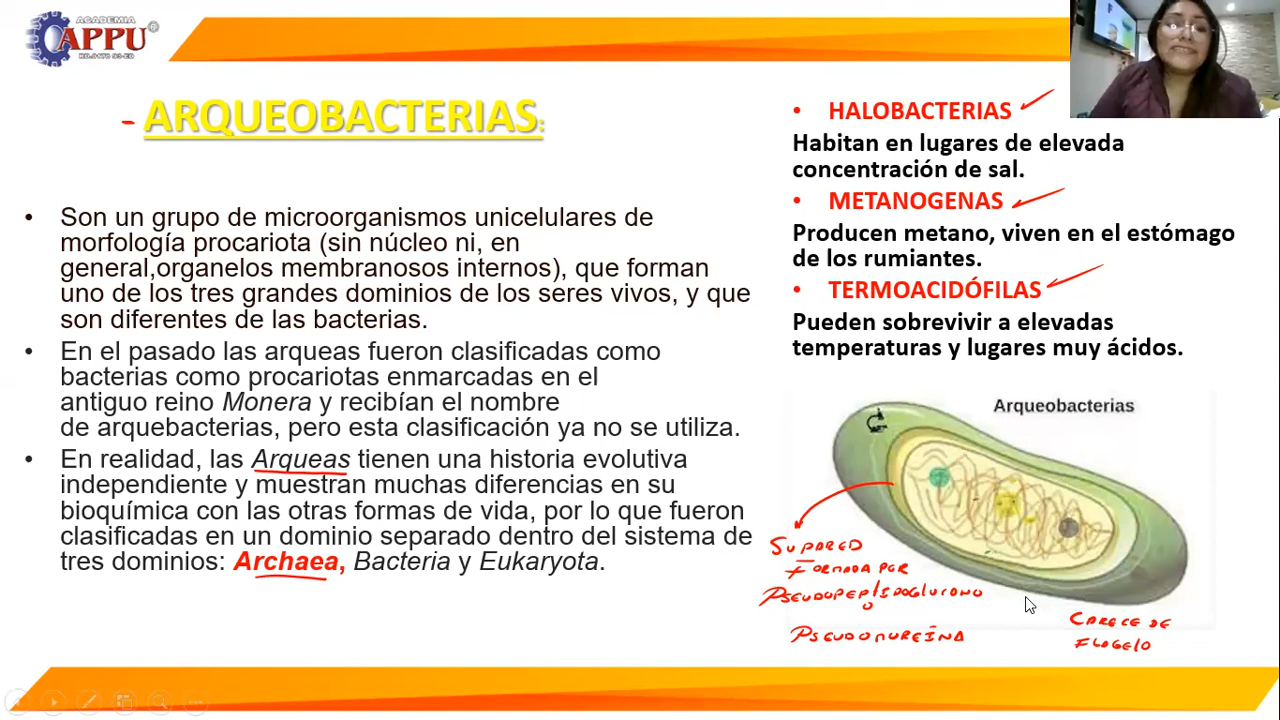 ACADEMIA
APPU
- ARQUEOBACTERIAS:
• Son un grupo de microorganismos unicelulares de
morfología procariota (sin núcleo ni, en
general,organelos membranosos internos), que forman
uno de los tres grandes dominios de los seres vivos, y que
son diferentes de las bacterias.
• En el pasado las arqueas fueron clasificadas como
bacterias como procariotas enmarcadas en el
antiguo reino Monera y recibían el nombre
de arquebacterias, pero esta clasificación ya no se utiliza.
• En realidad, las Arqueas tienen una historia evolutiva
independiente y muestran muchas diferencias en su
bioquímica con las otras formas de vida, por lo que fueron
clasificadas en un dominio separado dentro del sistema de
tres dominios: Archaea, Bacteria y Eukaryota.
• HALOBACTERIAS
Habitan en lugares de elevada
concentración de sal.
• METANOGENAS
Producen metano, viven en el estómago
de los rumiantes.
• TERMOACIDÓFILAS
Pueden sobrevivir a elevadas
temperaturas y lugares muy ácidos.
Arqueobacterias
SU PARED
FORMADA POR
PSEUDOPEPTIDOGLUCANO
PSEUDOMUREÍNA
CARECE DE
FLAGELO